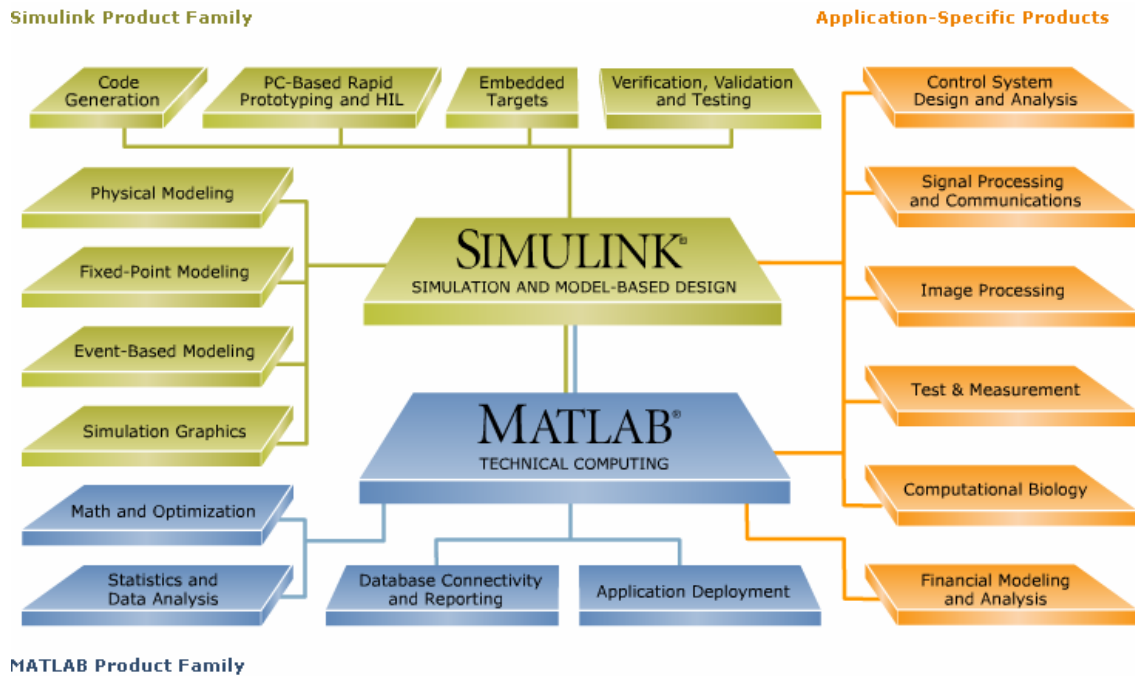 Simulink Product Family
Application-Specific Products
Code
Generation
PC-Based Rapid
Prototyping and HIL
Embedded
Targets
Verification, Validation
and Testing
Control System
Design and Analysis
Physical Modeling
Signal Processing
and Communications
SIMULINK®
SIMULATION AND MODEL-BASED DESIGN
Fixed-Point Modeling
Image Processing
Event-Based Modeling
Test & Measurement
MATLAB®
TECHNICAL COMPUTING
Simulation Graphics
Computational Biology
Math and Optimization
Statistics and
Data Analysis
Database Connectivity
and Reporting
Application Deployment
Financial Modeling
and Analysis
MATLAB Product Family